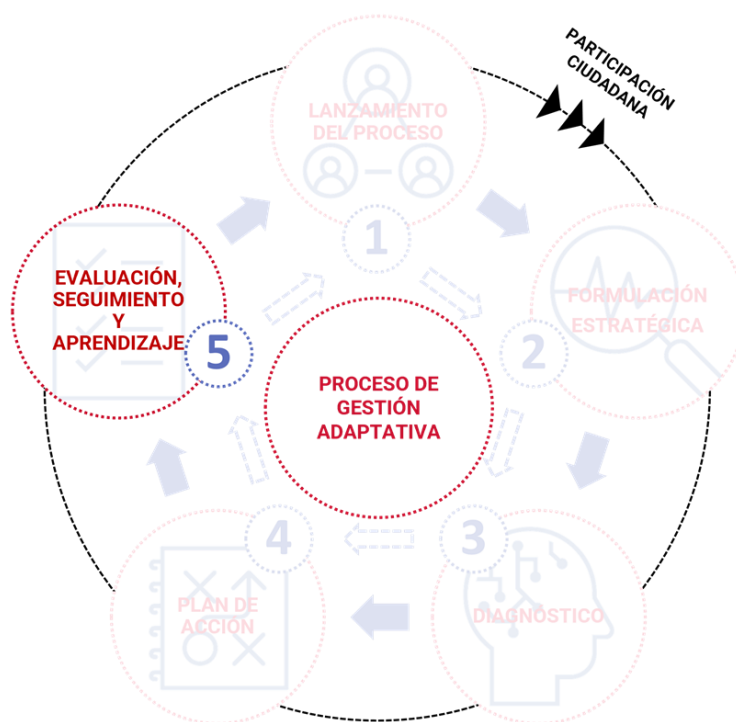 PARTICIPACIÓN
CIUDADANA
LANZAMIENTO
DEL PROCESO
1
FORMULACIÓN
ESTRATÉGICA
2
EVALUACIÓN,
SEGUIMIENTO
Y
APRENDIZAJE
5
PROCESO DE
GESTIÓN
ADAPTATIVA
4
3
PLAN DE
ACCIÓN
DIAGNÓSTICO